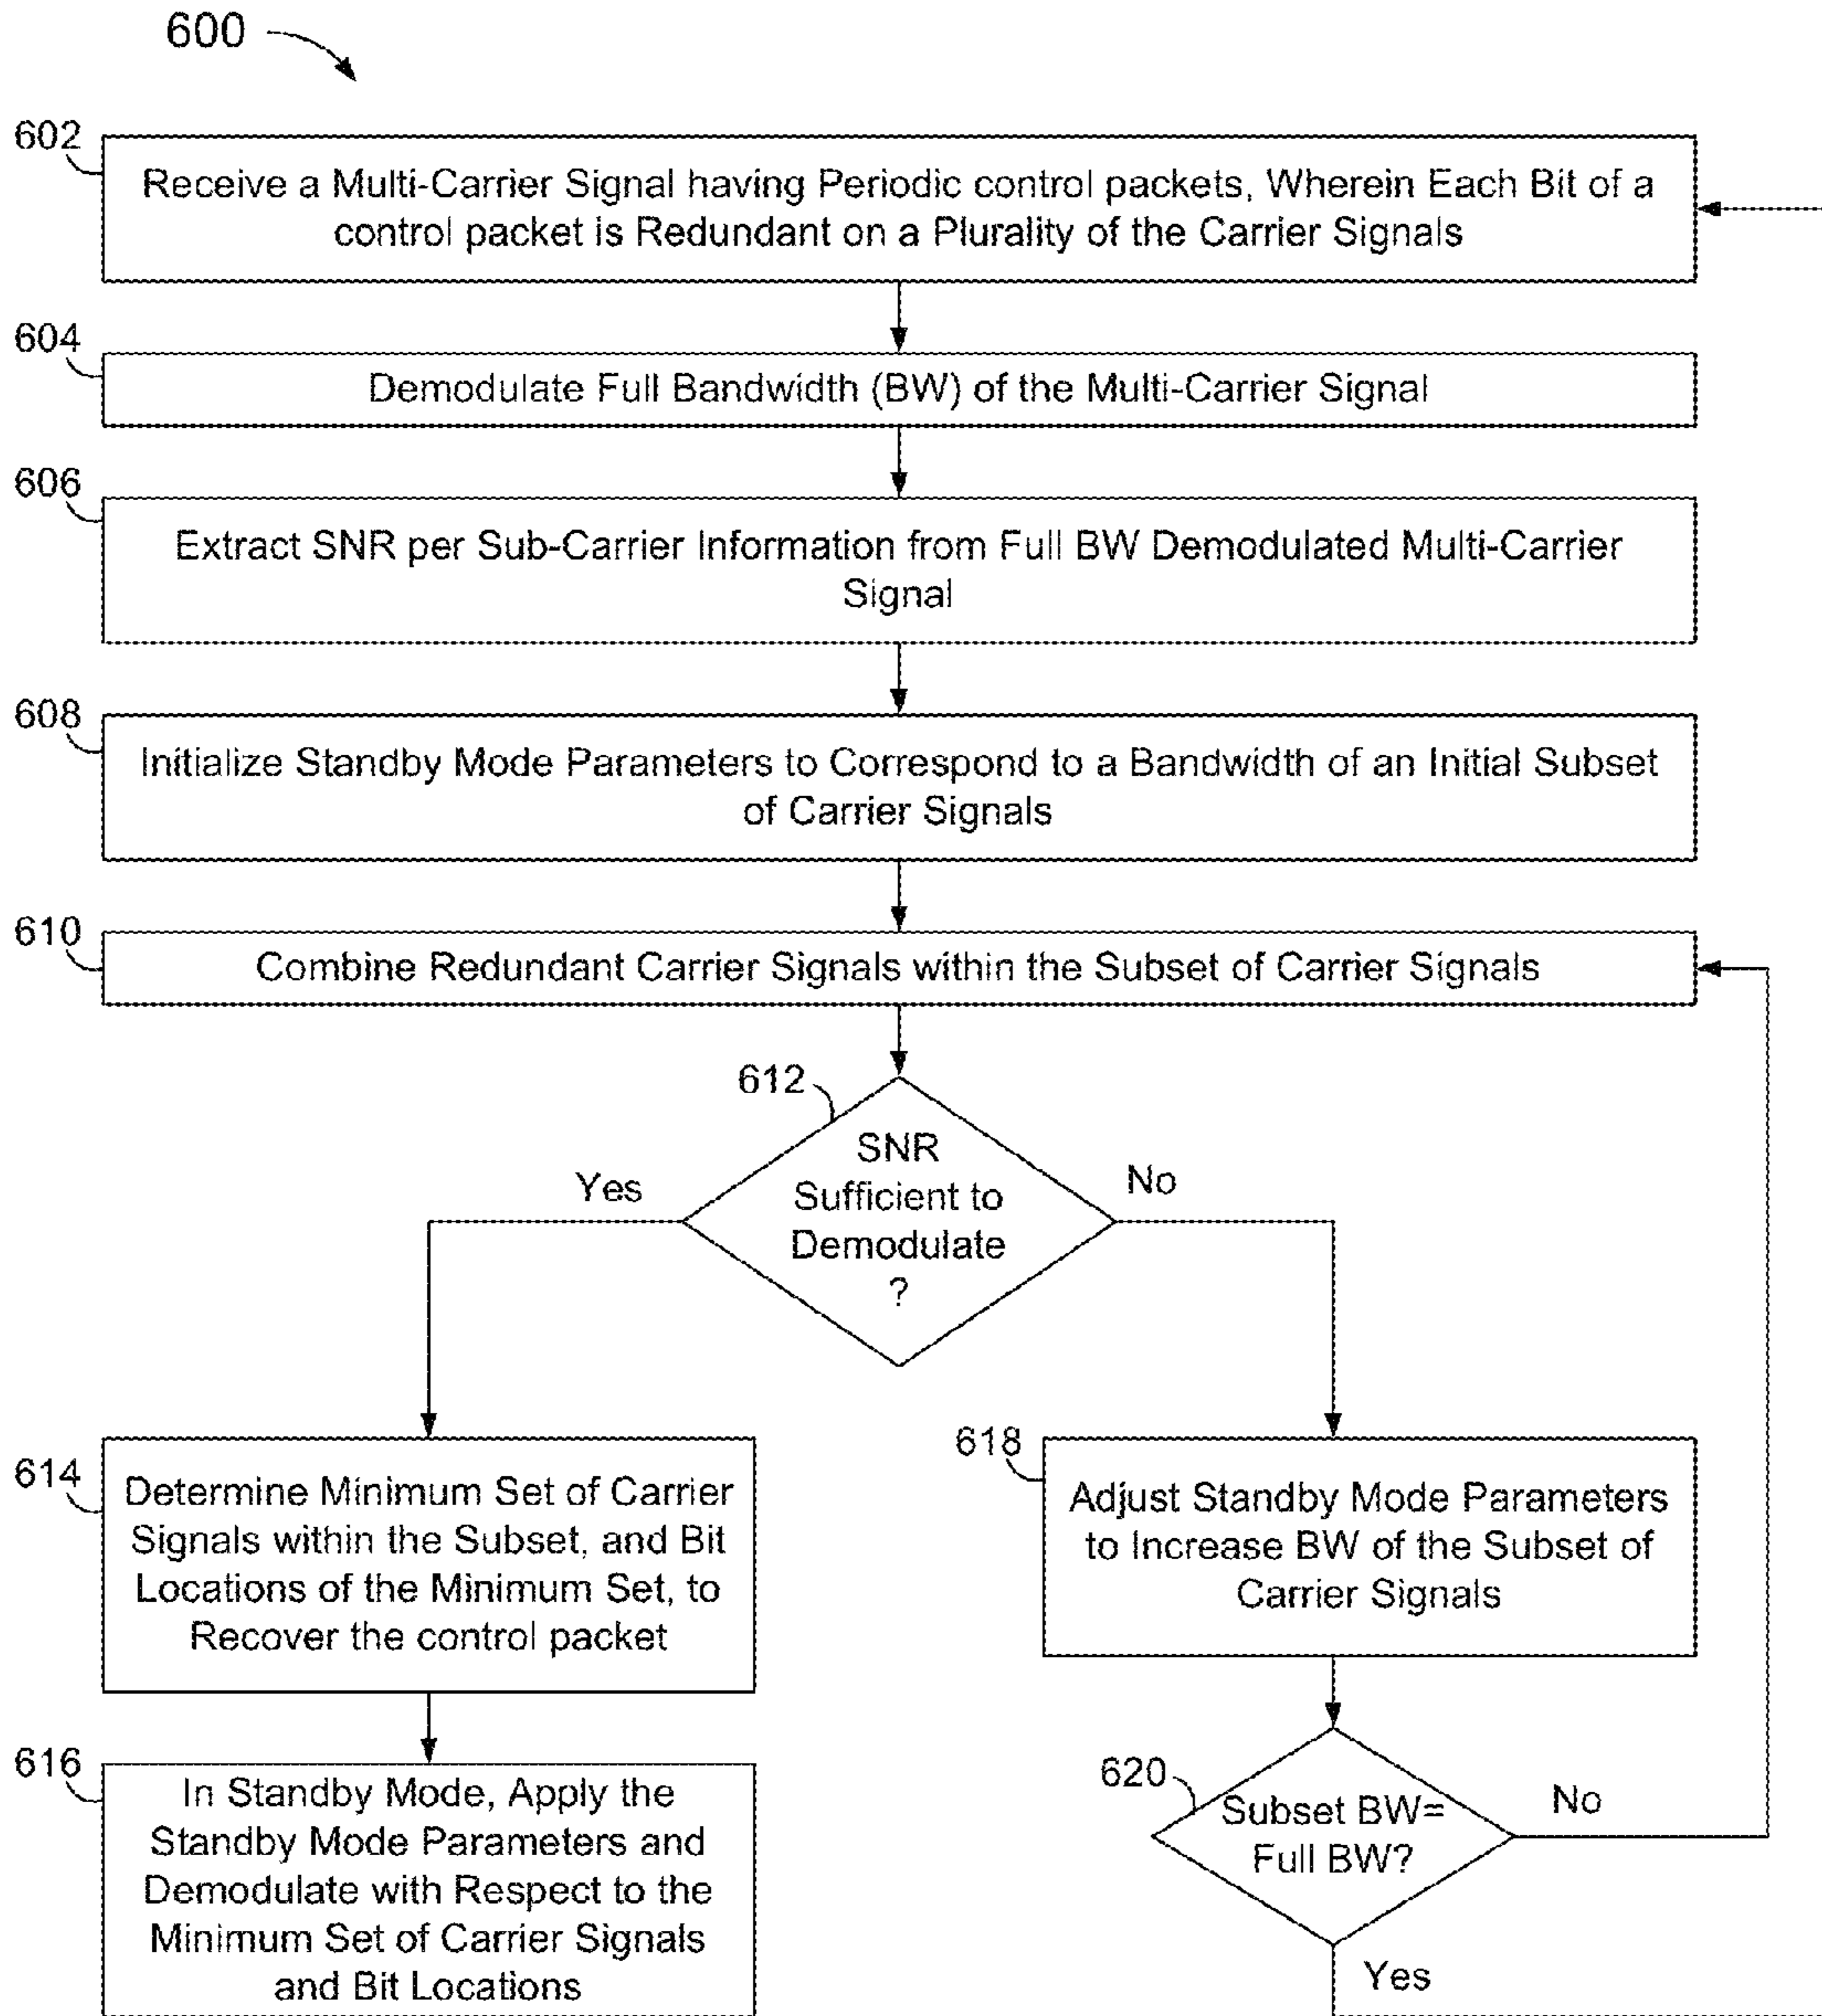 600
602
Receive a Multi-Carrier Signal having Periodic control packets, Wherein Each Bit of a
control packet is Redundant on a Plurality of the Carrier Signals
604
Demodulate Full Bandwidth (BW) of the Multi-Carrier Signal
606
Extract SNR per Sub-Carrier Information from Full BW Demodulated Multi-Carrier
Signal
608
Initialize Standby Mode Parameters to Correspond to a Bandwidth of an Initial Subset
of Carrier Signals
610
Combine Redundant Carrier Signals within the Subset of Carrier Signals
612
SNR
Sufficient to
Demodulate
?
Yes
No
614
Determine Minimum Set of Carrier
Signals within the Subset, and Bit
Locations of the Minimum Set, to
Recover the control packet
618
Adjust Standby Mode Parameters
to Increase BW of the Subset of
Carrier Signals
616
In Standby Mode, Apply the
Standby Mode Parameters and
Demodulate with Respect to the
Minimum Set of Carrier Signals
and Bit Locations
620
Subset BW=
Full BW?
No
Yes